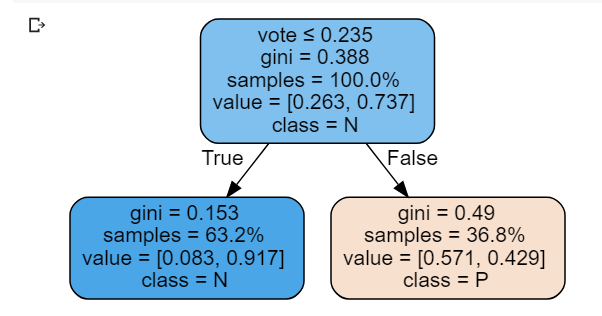 vote ≤ 0.235
gini = 0.388
samples = 100.0%
value = [0.263, 0.737]
class = N
True
False
gini = 0.153
samples = 63.2%
value = [0.083, 0.917]
class = N
gini = 0.49
samples = 36.8%
value = [0.571, 0.429]
class = P